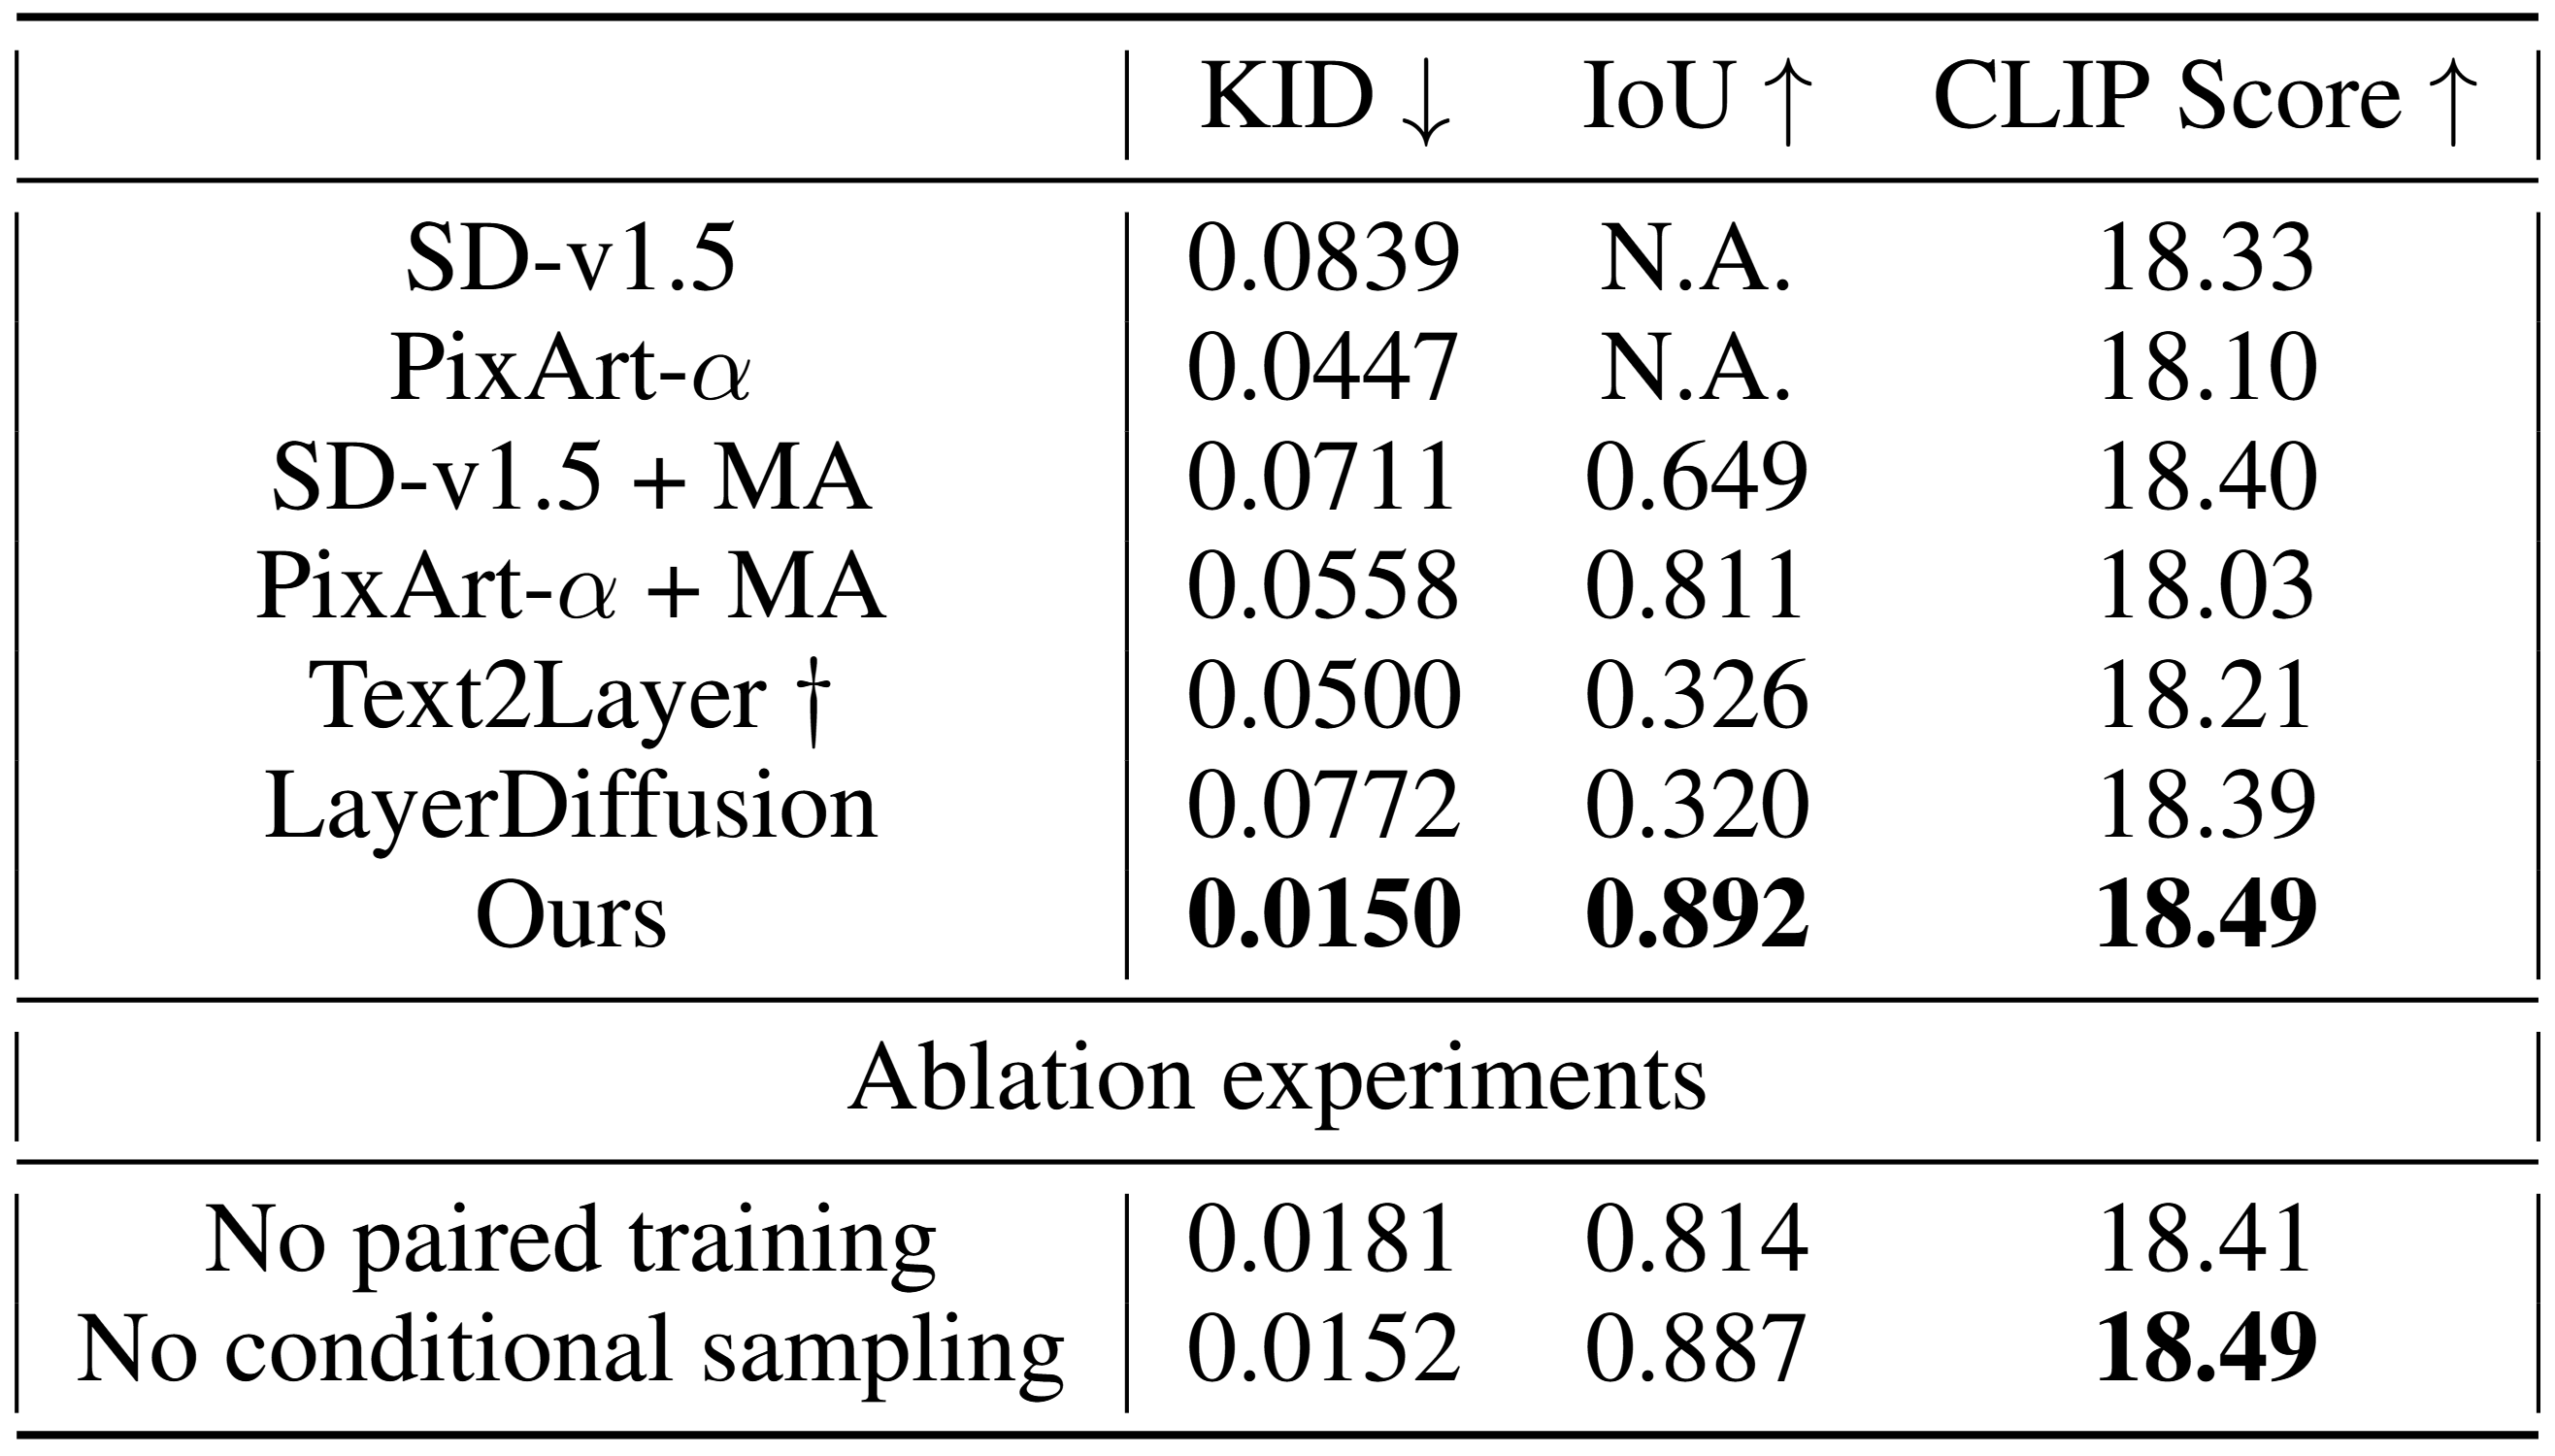 KID ↓ IoU ↑ CLIP Score ↑
SD-v1.5 0.0839 N.A. 18.33
PixArt-α 0.0447 N.A. 18.10
SD-v1.5 + MA 0.0711 0.649 18.40
PixArt-α + MA 0.0558 0.811 18.03
Text2Layer † 0.0500 0.326 18.21
LayerDiffusion 0.0772 0.320 18.39
Ours 0.0150 0.892 18.49
Ablation experiments
No paired training 0.0181 0.814 18.41
No conditional sampling 0.0152 0.887 18.49